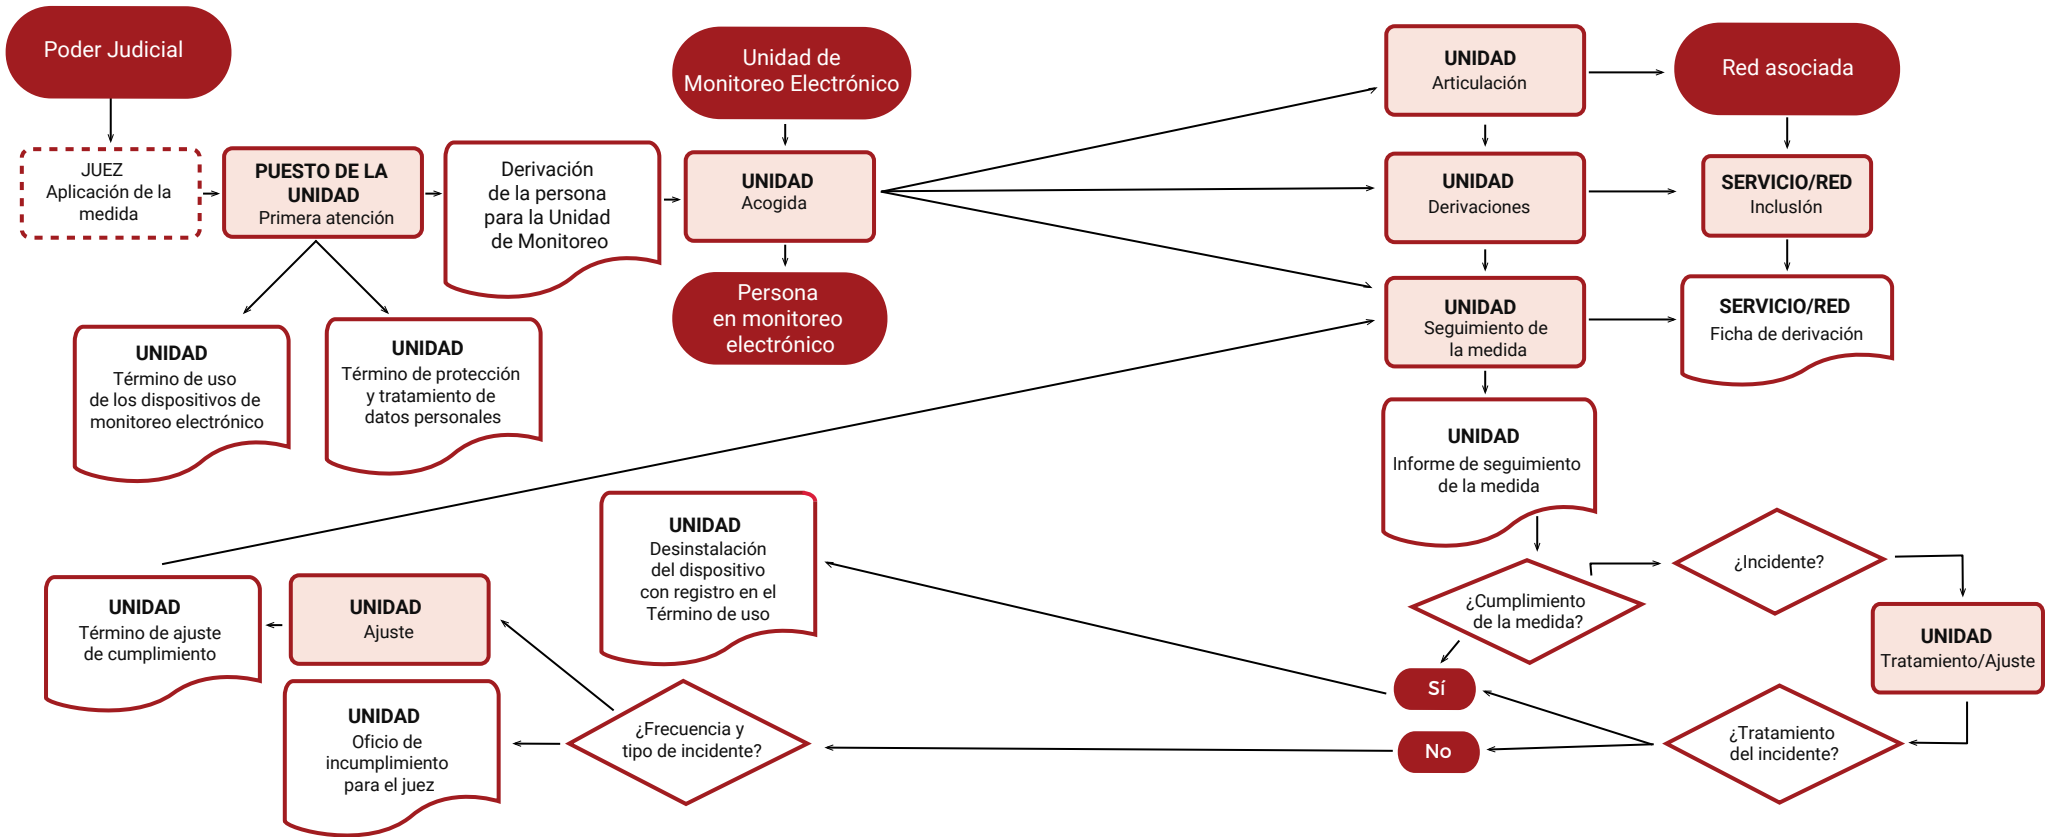 Poder Judicial
JUEZ
Aplicación de la
medida
PUESTO DE LA
UNIDAD
Primera atención
Derivación
de la persona
para la Unidad
de Monitoreo
Unidad de
Monitoreo Electrónico
UNIDAD
Acogida
Persona
en monitoreo
electrónico
UNIDAD
Articulación
Red asociada
UNIDAD
Derivaciones
SERVICIO/RED
InclusIón
UNIDAD
Seguimiento de
la medida
SERVICIO/RED
Ficha de derivación
UNIDAD
Término de uso
de los dispositivos de
monitoreo electrónico
UNIDAD
Término de protección
y tratamiento de
datos personales
UNIDAD
Informe de seguimiento
de la medida
¿Cumplimiento
de la medida?
¿Incidente?
UNIDAD
Tratamiento/Ajuste
¿Tratamiento
del incidente?
Sí
No
UNIDAD
Desinstalación
del dispositivo
con registro en el
Término de uso
¿Frecuencia y
tipo de incidente?
UNIDAD
Ajuste
UNIDAD
Término de ajuste
de cumplimiento
UNIDAD
Oficio de
incumplimiento
para el juez